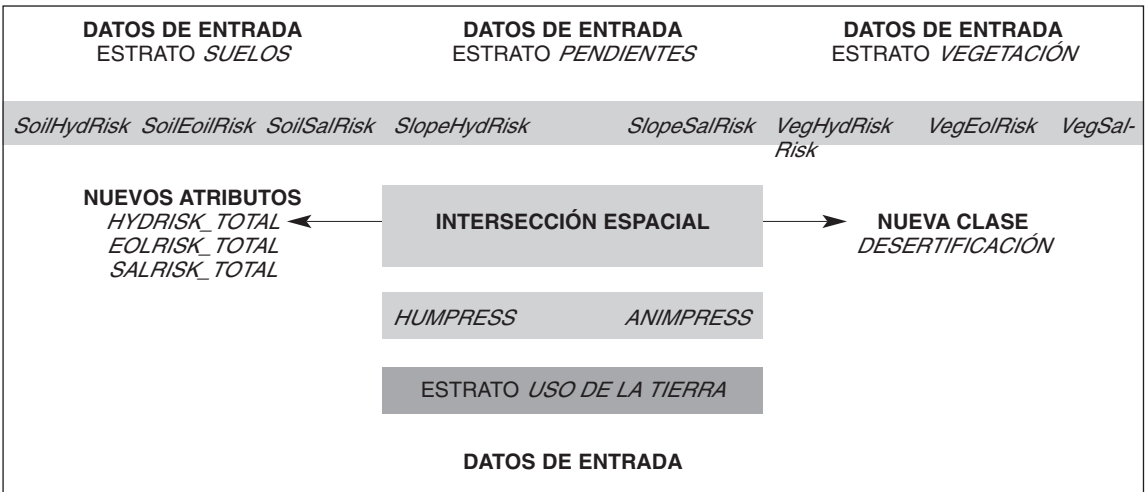 DATOS DE ENTRADA
ESTRATO SUELOS
DATOS DE ENTRADA
ESTRATO PENDIENTES
DATOS DE ENTRADA
ESTRATO VEGETACIÓN
SoilHydRisk SoilEoilRisk SoilSalRisk SlopeHydRisk SlopeSalRisk VegHydRisk VegEolRisk VegSal-
Risk
NUEVOS ATRIBUTOS
HYDRISK_TOTAL
EOLRISK_TOTAL
SALRISK_TOTAL
INTERSECCIÓN ESPACIAL
NUEVA CLASE
DESERTIFICACIÓN
HUMPRESS ANIMPRESS
ESTRATO USO DE LA TIERRA
DATOS DE ENTRADA